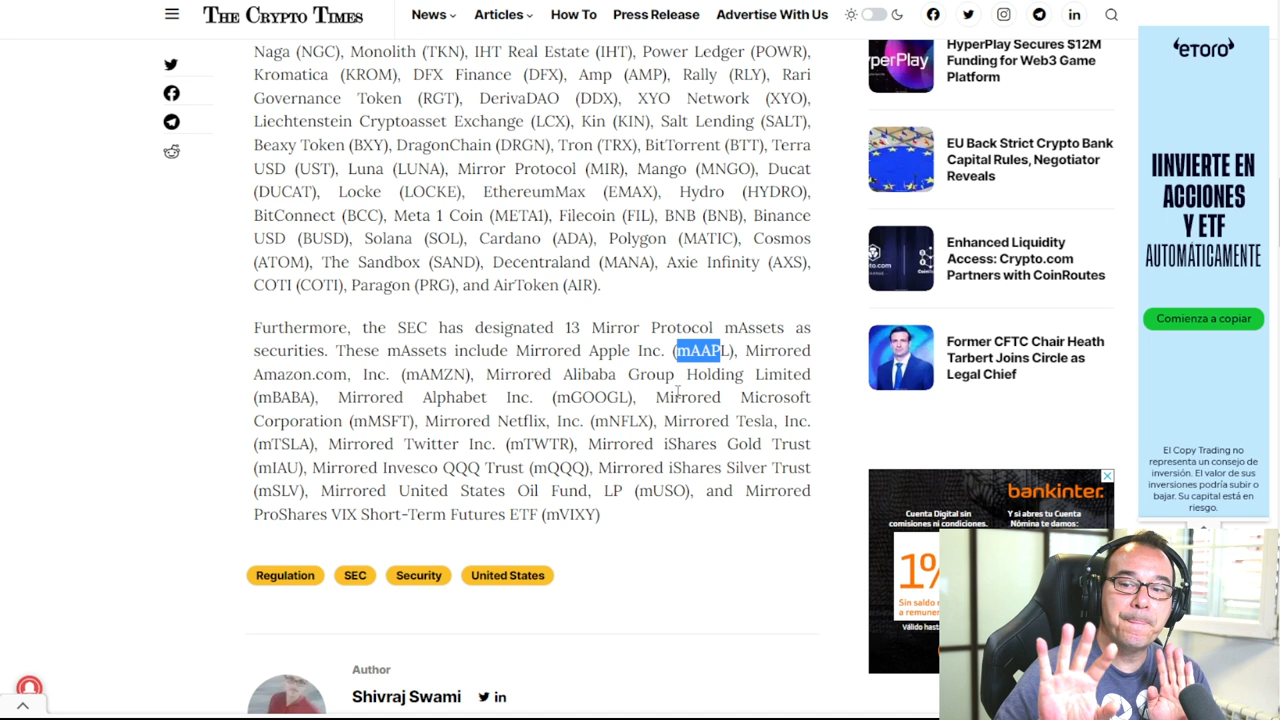 THE CRYPTO TIMES
News
Articles
How To
Press Release
Advertise With Us
Naga (NGC), Monolith (TKN), IHT Real Estate (IHT), Power Ledger (POWR),
Kromatica (KROM), DFX Finance (DFX), Amp (AMP), Rally (RLY), Rari
Governance Token (RGT), DerivaDAO (DDX), XYO Network (XYO),
Liechtenstein Cryptoasset Exchange (LCX), Kin (KIN), Salt Lending (SALT),
Beaxy Token (BXY), DragonChain (DRGN), Tron (TRX), BitTorrent (BTT), Terra
USD (UST), Luna (LUNA), Mirror Protocol (MIR), Mango (MNGO), Ducat
(DUCAT), Locke (LOCKE), EthereumMax (EMAX), Hydro (HYDRO),
BitConnect (BCC), Meta 1 Coin (META1), Filecoin (FIL), BNB (BNB), Binance
USD (BUSD), Solana (SOL), Cardano (ADA), Polygon (MATIC), Cosmos
(ATOM), The Sandbox (SAND), Decentraland (MANA), Axie Infinity (AXS),
COTI (COTI), Paragon (PRG), and AirToken (AIR).
Furthermore, the SEC has designated 13 Mirror Protocol mAssets as
securities. These mAssets include Mirrored Apple Inc. (mAAPL), Mirrored
Amazon.com, Inc. (mAMZN), Mirrored Alibaba Group Holding Limited
(mBABA), Mirrored Alphabet Inc. (mGOOGL), Mirrored Microsoft
Corporation (mMSFT), Mirrored Netflix, Inc. (mNFLX), Mirrored Tesla, Inc.
(mTSLA), Mirrored Twitter Inc. (mTWTR), Mirrored iShares Gold Trust
(mIAU), Mirrored Invesco QQQ Trust (mQQQ), Mirrored iShares Silver Trust
(mSLV), Mirrored United States Oil Fund, LP (mUSO), and Mirrored
ProShares VIX Short-Term Futures ETF (mVIXY)
Regulation
SEC
Security
United States
Author
Shivraj Swami
perPlay
HyperPlay Secures $12M
Funding for Web3 Game
Platform
EU Back Strict Crypto Bank
Capital Rules, Negotiator
Reveals
Enhanced Liquidity
Access: Crypto.com
Partners with CoinRoutes
Former CFTC Chair Heath
Tarbert Joins Circle as
Legal Chief
bankinter.
Cuenta Digital sin
comisiones ni condiciones.
Y si abres tu Cuenta
Nómina te damos:
1%
Sin saldo
a remuner
Válido hast
eToro
IINVIERTE EN
ACCIONES
Y ETF
AUTOMÁTICAMENTE
Comienza a copiar
El Copy Trading no
representa un consejo de
inversión. El valor de sus
inversiones podría subir o
bajar. Su capital está en
riesgo.